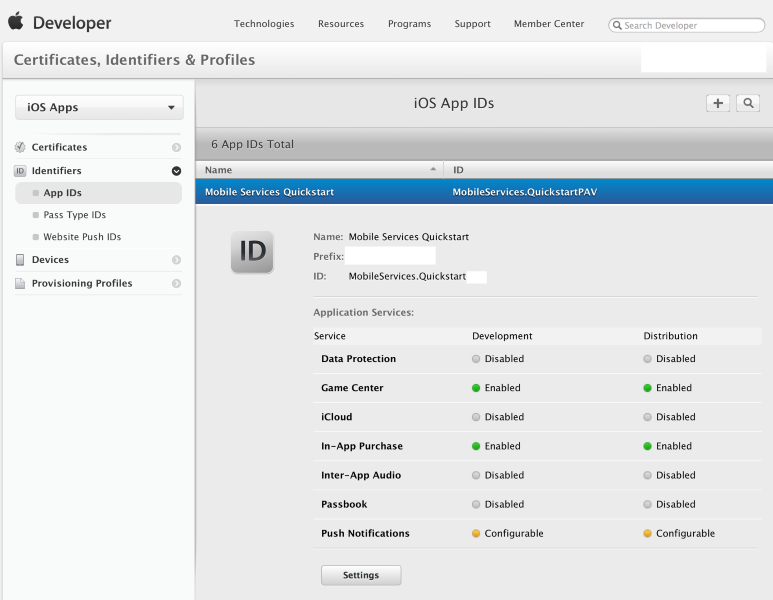 Developer
Technologies Resources Programs Support Member Center Search Developer
Certificates, Identifiers & Profiles
iOS Apps
iOS App IDs
Certificates
6 App IDs Total
ID Identifiers
Name ID
App IDs
Mobile Services Quickstart MobileServices.QuickstartPAV
Pass Type IDs
Website Push IDs
Devices
Provisioning Profiles
ID
Name: Mobile Services Quickstart
Prefix:
ID: MobileServices.Quickstart
Application Services:
Service Development Distribution
Data Protection Disabled Disabled
Game Center Enabled Enabled
iCloud Disabled Disabled
In-App Purchase Enabled Enabled
Inter-App Audio Disabled Disabled
Passbook Disabled Disabled
Push Notifications Configurable Configurable
Settings